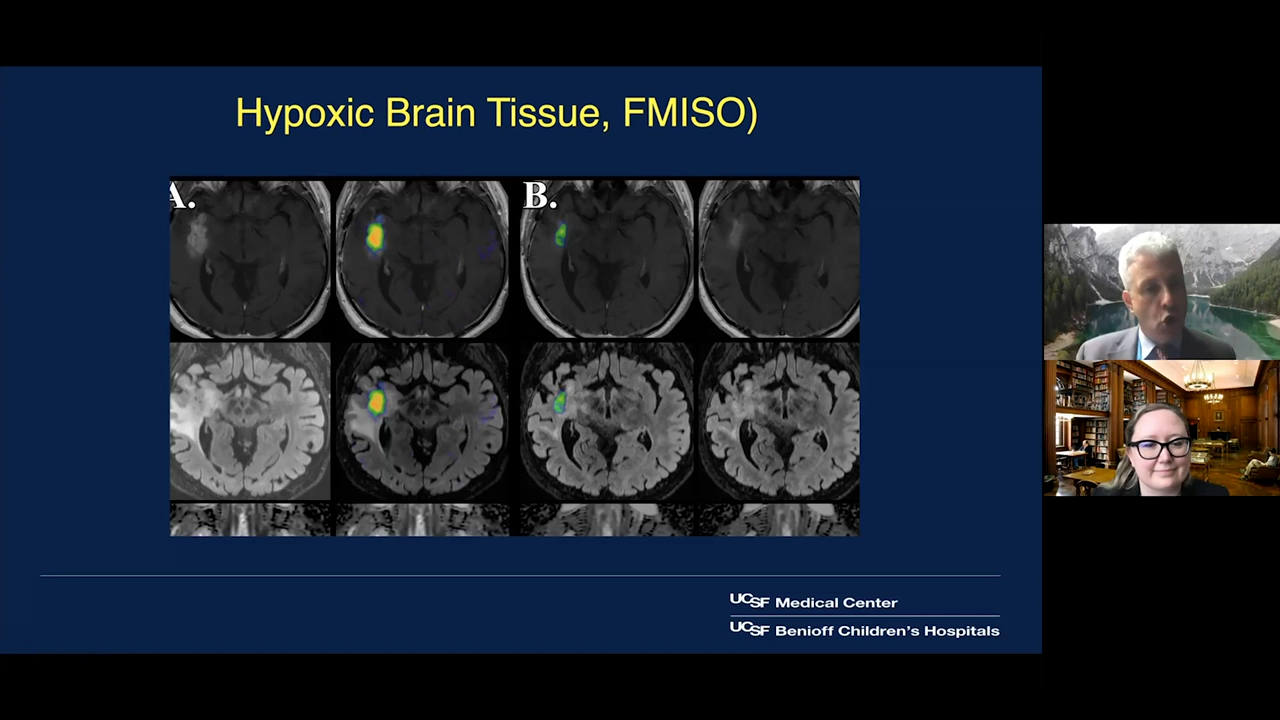 Hypoxic Brain Tissue, FMISO)
A.
B.
UCSF Medical Center
UCSF Benioff Children's Hospitals